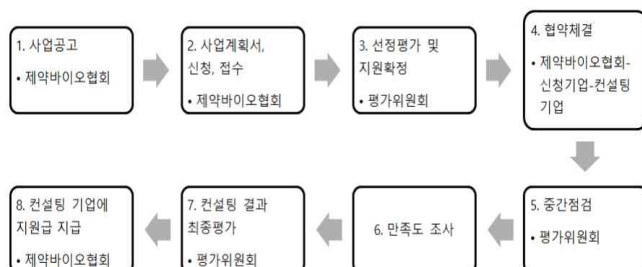 1. 사업공고
• 제약바이오협회
2. 사업계획서,
신청, 접수
• 제약바이오협회
3. 선정평가 및
지원확정
• 평가위원회
4. 협약체결
• 제약바이오협회-
신청기업-컨설팅
기업
5. 중간점검
• 평가위원회
6. 만족도 조사
7. 컨설팅 결과
최종평가
• 평가위원회
8. 컨설팅 기업에
지원급 지급
• 제약바이오협회